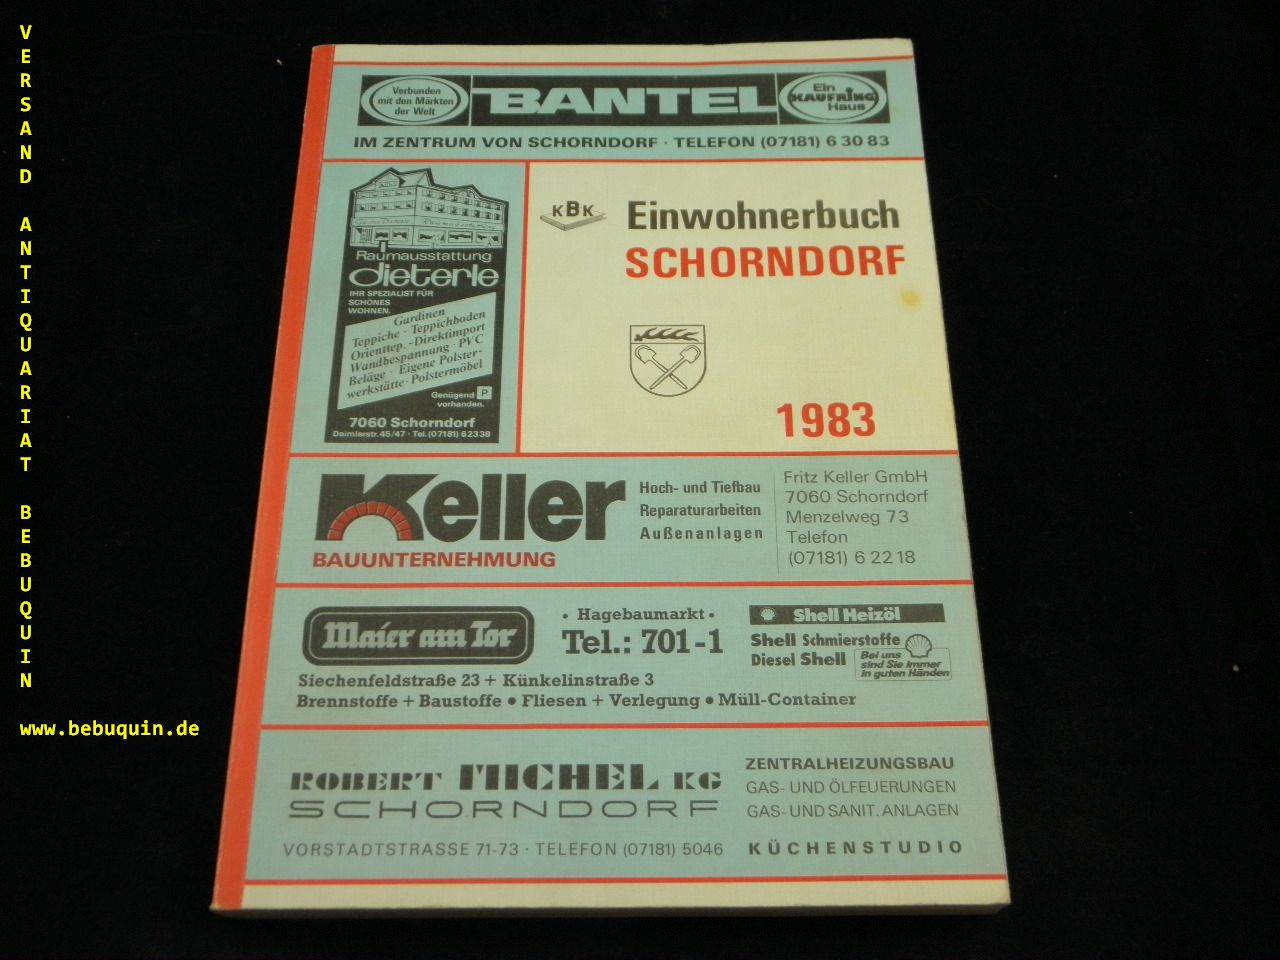 VERSAND ANTIQUARIAT BEBUQUIN
www.bebuquin.de
Verbunden
mit den Märkten
der Welt
BANTEL
Ein
KAUFRING
Haus
IM ZENTRUM VON SCHORNDORF · TELEFON (07181) 6 30 83
Raumausstattung
dieterle
IHR SPEZIALIST FÜR
SCHÖNES
WOHNEN.
Gardinen
Teppiche · Teppichboden
Orienttep. - Direktimport
Wandbespannung · PVC
Beläge · Eigene Polster-
werkstätte · Polstermöbel
Genügend P
vorhanden.
7060 Schorndorf
Daimlerstr. 45/47 · Tel. (07181) 62338
KBK
Einwohnerbuch
SCHORNDORF
1983
Keller
BAUUNTERNEHMUNG
Hoch- und Tiefbau
Reparaturarbeiten
Außenanlagen
Fritz Keller GmbH
7060 Schorndorf
Menzelweg 73
Telefon
(07181) 6 22 18
Maier am Tor
• Hagebaumarkt •
Tel.: 701-1
Shell Heizöl
Shell Schmierstoffe
Diesel Shell
Bei uns
sind Sie immer
in guten Händen
Siechenfeldstraße 23 + Künkelinstraße 3
Brennstoffe + Baustoffe • Fliesen + Verlegung • Müll-Container
ROBERT MICHEL KG
SCHORNDORF
VORSTADTSTRASSE 71-73 · TELEFON (07181) 5046
ZENTRALHEIZUNGSBAU
GAS- UND ÖLFEUERUNGEN
GAS- UND SANIT. ANLAGEN
KÜCHENSTUDIO